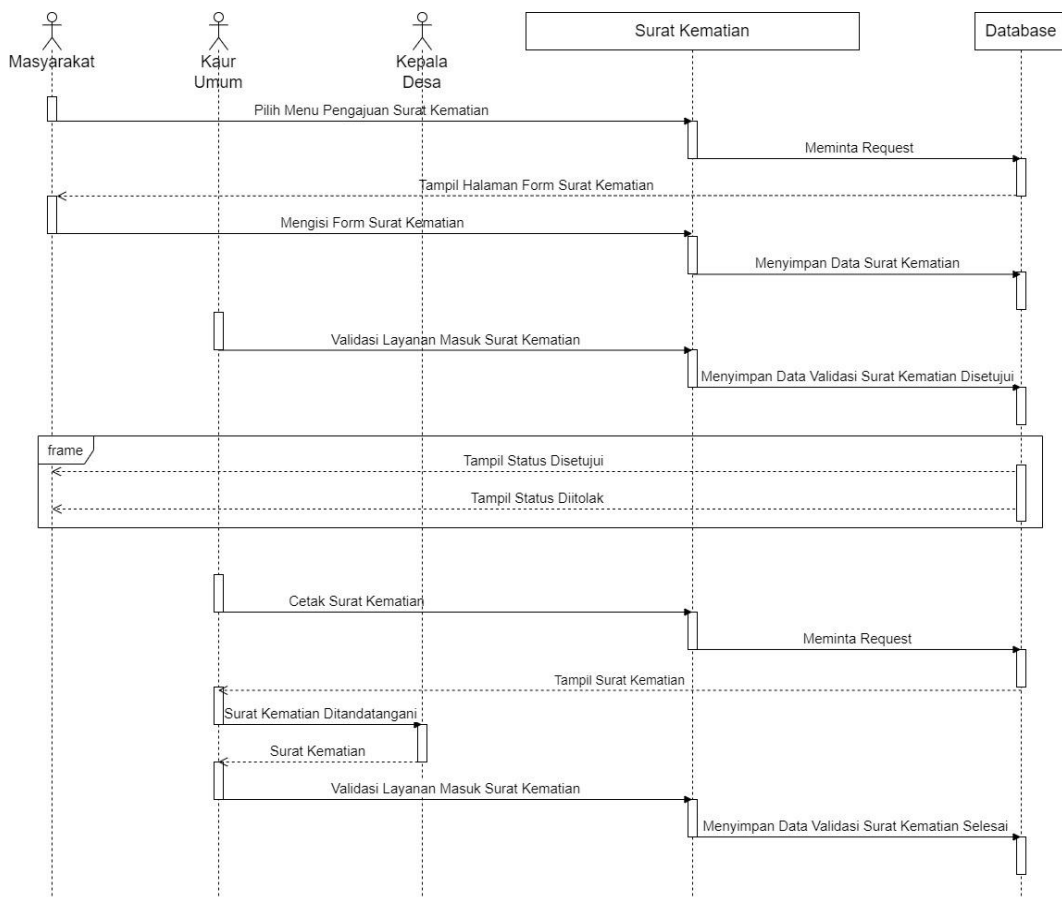 Masyarakat
Kaur
Umum
Kepala
Desa
Surat Kematian
Database
Pilih Menu Pengajuan Surat Kematian
Meminta Request
Tampil Halaman Form Surat Kematian
Mengisi Form Surat Kematian
Menyimpan Data Surat Kematian
Validasi Layanan Masuk Surat Kematian
Menyimpan Data Validasi Surat Kematian Disetujui
frame
Tampil Status Disetujui
Tampil Status Diitolak
Cetak Surat Kematian
Meminta Request
Tampil Surat Kematian
Surat Kematian Ditandatangani
Surat Kematian
Validasi Layanan Masuk Surat Kematian
Menyimpan Data Validasi Surat Kematian Selesai